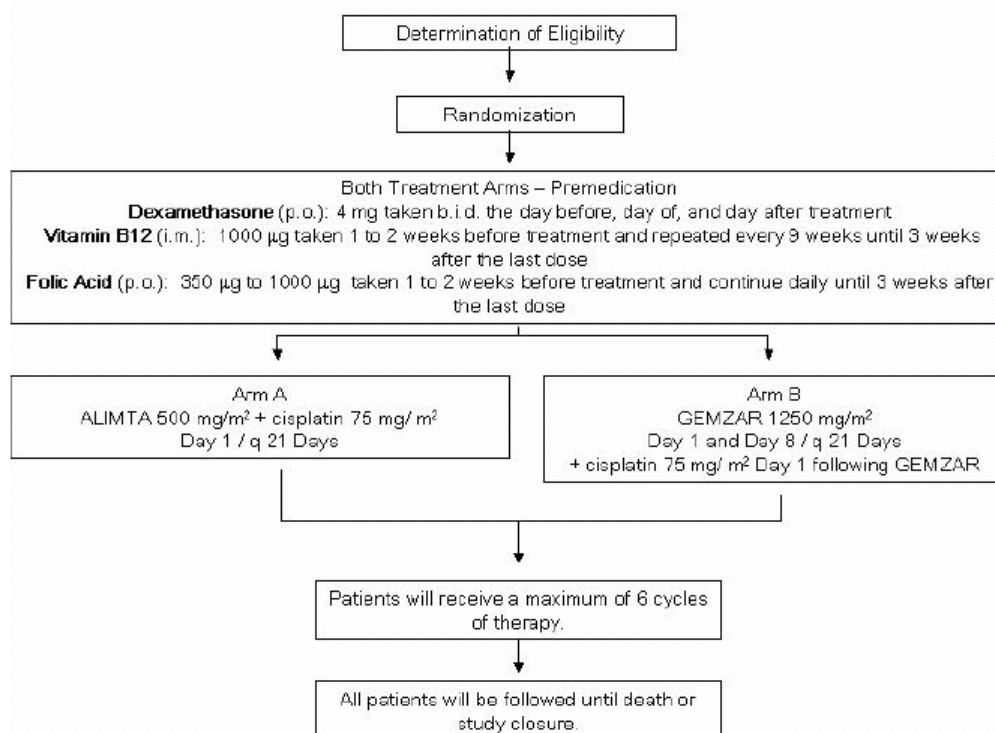 Determination of Eligibility
Randomization
Both Treatment Arms – Premedication
Dexamethasone (p.o.): 4 mg taken b.i.d. the day before, day of, and day after treatment
Vitamin B12 (i.m.): 1000 µg taken 1 to 2 weeks before treatment and repeated every 9 weeks until 3 weeks
after the last dose
Folic Acid (p.o.): 350 µg to 1000 µg taken 1 to 2 weeks before treatment and continue daily until 3 weeks after
the last dose
Arm A
ALIMTA 500 mg/m² + cisplatin 75 mg/ m²
Day 1 / q 21 Days
Arm B
GEMZAR 1250 mg/m²
Day 1 and Day 8 / q 21 Days
+ cisplatin 75 mg/ m² Day 1 following GEMZAR
Patients will receive a maximum of 6 cycles
of therapy.
All patients will be followed until death or
study closure.